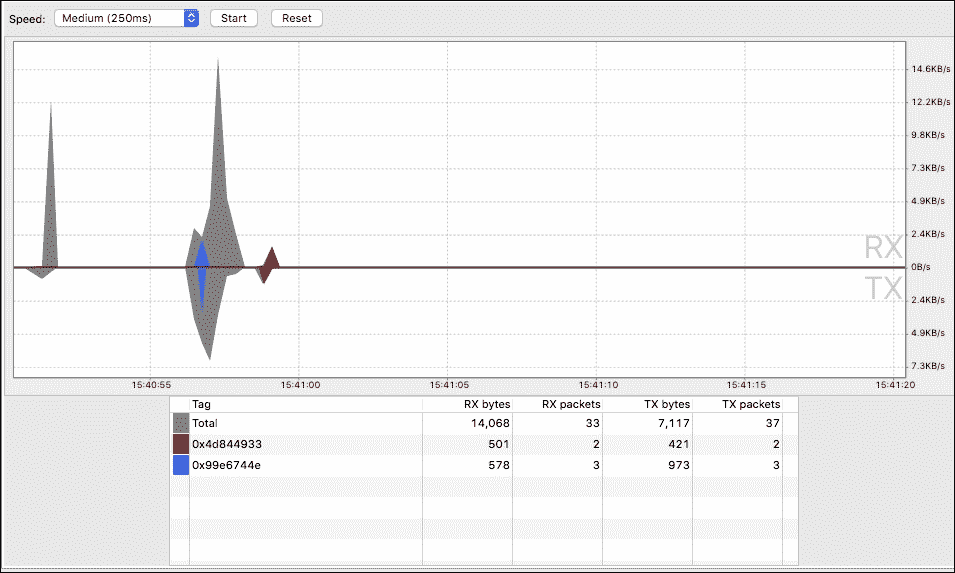 Speed: Medium (250ms) Start Reset
14.6KB/s
12.2KB/s
9.8KB/s
7.3KB/s
4.9KB/s
2.4KB/s
RX
0B/s
TX
2.4KB/s
4.9KB/s
7.3KB/s
15:40:55 15:41:00 15:41:05 15:41:10 15:41:15 15:41:20
Tag RX bytes RX packets TX bytes TX packets
Total 14,068 33 7,117 37
0x4d844933 501 2 421 2
0x99e6744e 578 3 973 3